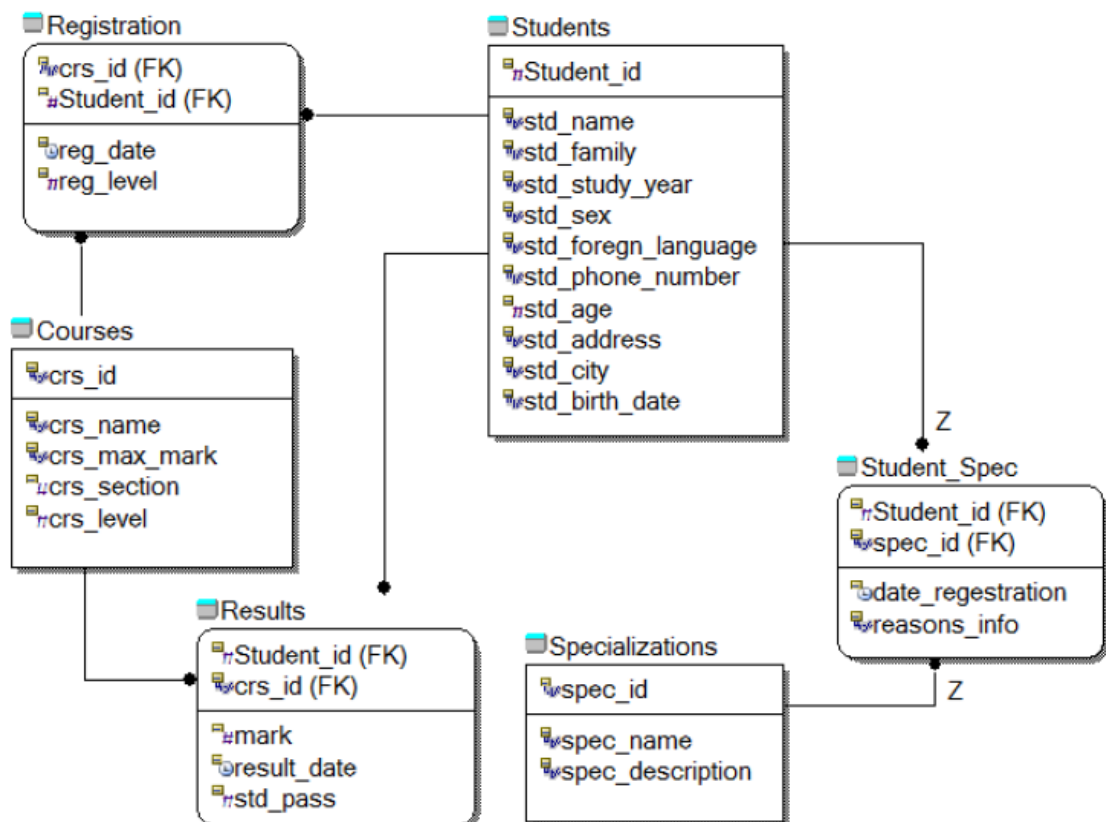 Registration
crs_id (FK)
Student_id (FK)
reg_date
reg_level
Students
Student_id
std_name
std_family
std_study_year
std_sex
std_foregn_language
std_phone_number
std_age
std_address
std_city
std_birth_date
Courses
crs_id
crs_name
crs_max_mark
crs_section
crs_level
Z
Student_Spec
Student_id (FK)
spec_id (FK)
date_regestration
reasons_info
Z
Results
Student_id (FK)
crs_id (FK)
mark
result_date
std_pass
Specializations
spec_id
spec_name
spec_description